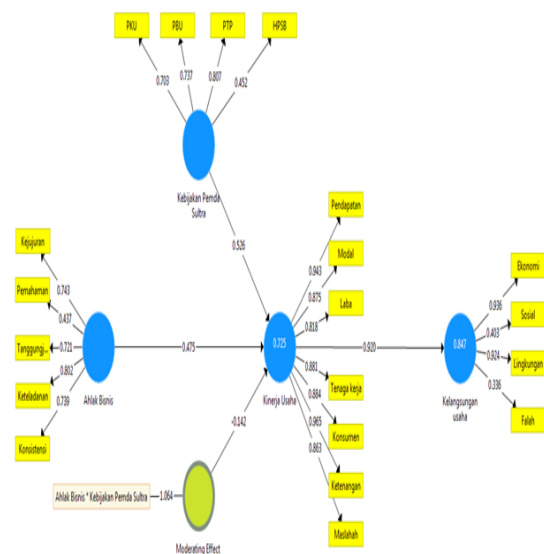 PKU PBU PTP HPSB
0.703 0.737 0.807 0.452
Kebijakan Pemda
Sultra
0.526
Kejujuran
Pemahaman
Tanggungj...
Keteladanan
Konsistensi
0.743
0.437
0.721
0.802
0.739
Ahlak Bisnis
0.475
Pendapatan
Modal
Laba
Tenaga kerja
Konsumen
Ketenangan
Maslahah
0.943
0.875
0.818
0.881
0.884
0.965
0.863
0.725
Kinerja Usaha
0.920
0.847
Kelangsungan
usaha
Ekonomi
Sosial
Lingkungan
Falah
0.936
0.403
0.924
0.336
-0.142
Ahlak Bisnis * Kebijakan Pemda Sultra
1.064
Moderating Effect